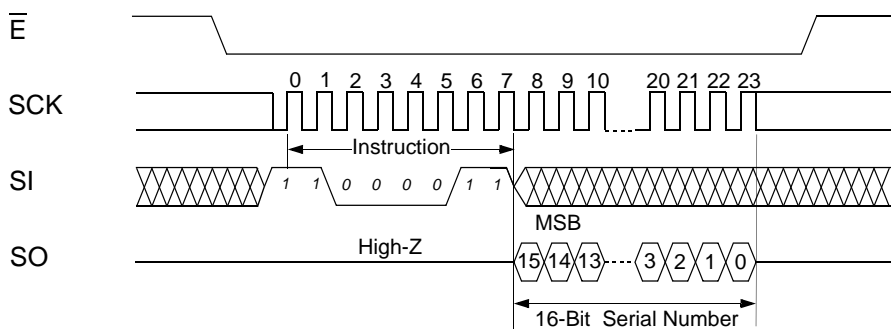 E
SCK
0 1 2 3 4 5 6 7 8 9 10 20 21 22 23
Instruction
SI
1 1 0 0 0 0 1 1
MSB
SO
High-Z
15 14 13 3 2 1 0
16-Bit Serial Number